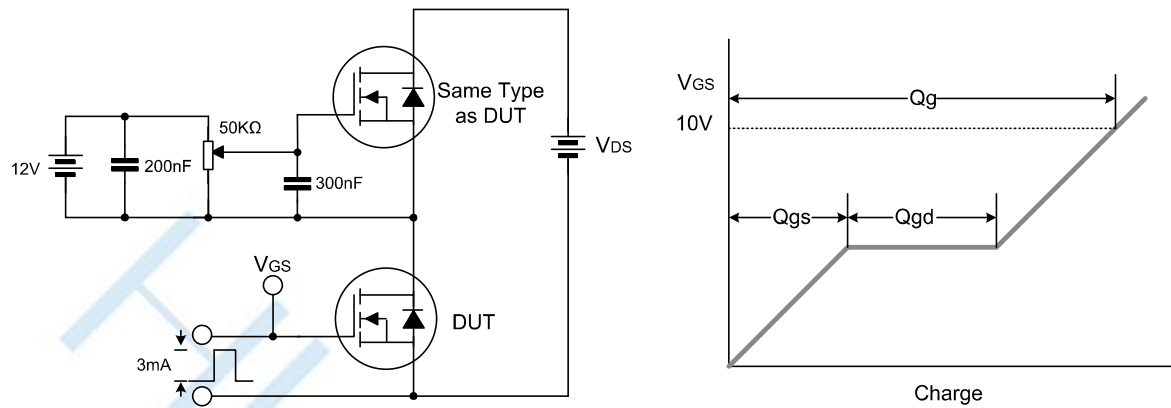 12V
200nF
50KΩ
300nF
Same Type
as DUT
VDS
VGS
3mA
DUT
VGS
10V
Qg
Qgs
Qgd
Charge